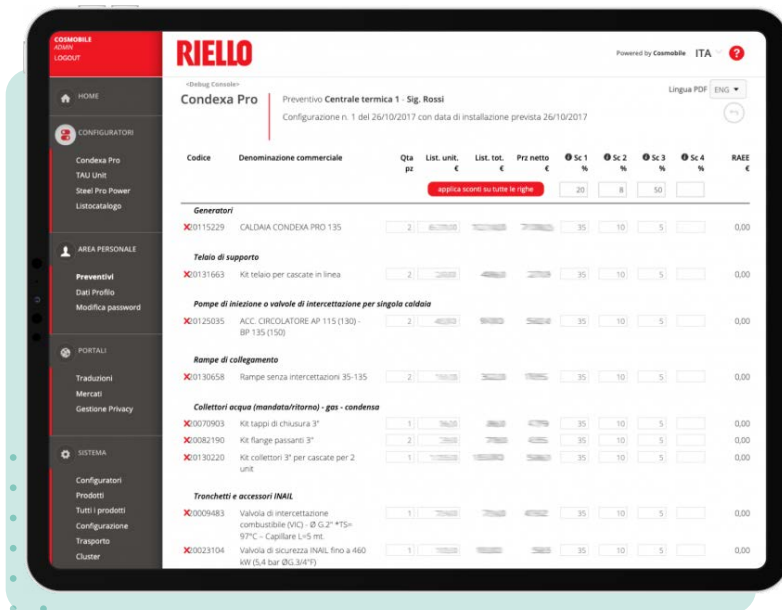 COSMOBILE
ADMIN
LOGOUT
HOME
CONFIGURATORI
Condexa Pro
TAU Unit
Steel Pro Power
Listocatalogo
AREA PERSONALE
Preventivi
Dati Profilo
Modifica password
PORTALI
Traduzioni
Mercati
Gestione Privacy
SISTEMA
Configuratori
Prodotti
Tutti i prodotti
Configurazione
Trasporto
Cluster
RIELLO
Powered by Cosmobile ITA ?
<Debug Console>
Condexa Pro
Preventivo Centrale termica 1 - Sig. Rossi
Configurazione n. 1 del 26/10/2017 con data di installazione prevista 26/10/2017
Lingua PDF ENG
Codice Denominazione commerciale Qta pz List. unit. € List. tot. € Prz netto € Sc 1 % Sc 2 % Sc 3 % Sc 4 % RAEE €
applica sconti su tutte le righe 20 8 50
Generatori
20115229 CALDAIA CONDEXA PRO 135 2 35 10 5 0,00
Telaio di supporto
20131663 Kit telaio per cascate in linea 2 35 10 5 0,00
Pompe di iniezione o valvole di intercettazione per singola caldaia
20125035 ACC. CIRCOLATORE AP 115 (130) - 2 35 10 5 0,00
BP 135 (150)
Rampe di collegamento
20130658 Rampe senza intercettazioni 35-135 2 35 10 5 0,00
Collettori acqua (mandata/ritorno) - gas - condensa
20070903 Kit tappi di chiusura 3" 1 35 10 5 0,00
20082190 Kit flange passanti 3" 2 35 10 5 0,00
20130220 Kit collettori 3" per cascate per 2 1 35 10 5 0,00
unit
Tronchetti e accessori INAIL
20009483 Valvola di intercettazione 1 35 10 5 0,00
combustibile (VIC) - Ø G.2" *TS=
97°C – Capillare L=5 mt.
20023104 Valvola di sicurezza INAIL fino a 460 1 35 10 5 0,00
kW (5,4 bar ØG.3/4"F)